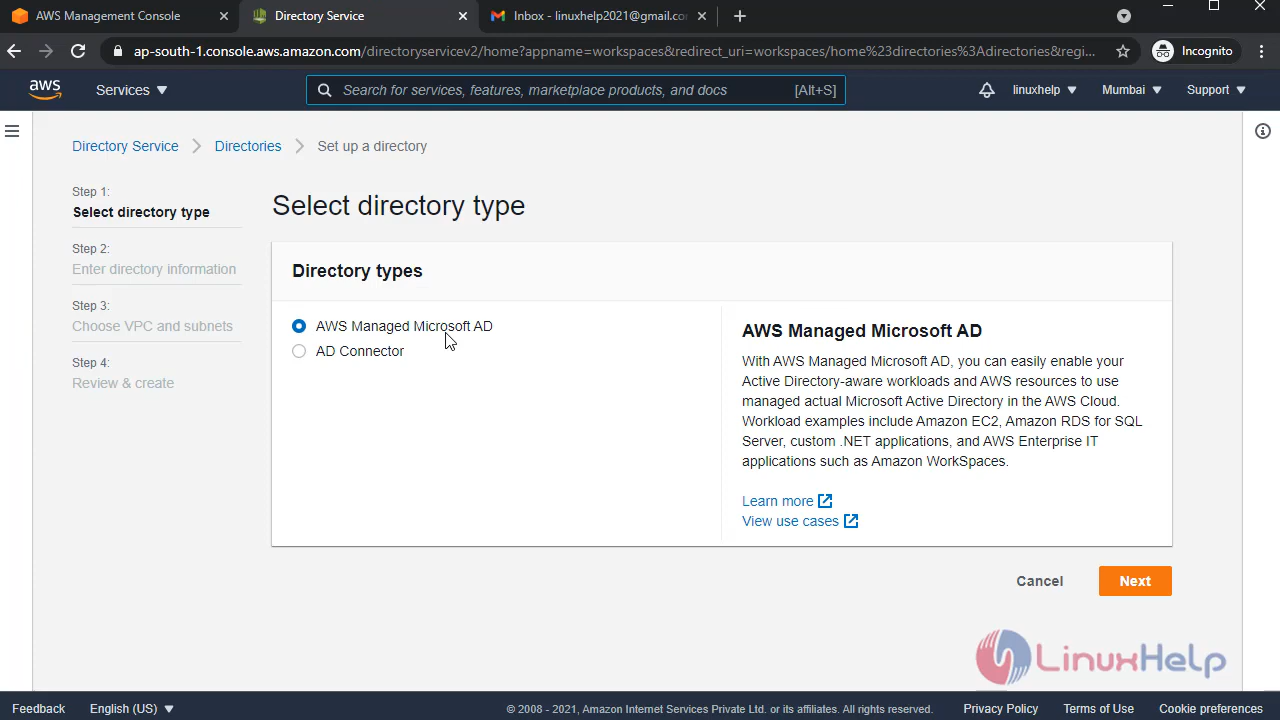 AWS Management Console
Directory Service
Inbox - linuxhelp2021@gmail.co
ap-south-1.console.aws.amazon.com/directoryservicev2/home?appname=workspaces&redirect_uri=workspaces/home%23directories%3Adirectories&regi...
Incognito
aws
Services
Search for services, features, marketplace products, and docs
[Alt+S]
linuxhelp
Mumbai
Support
Directory Service
Directories
Set up a directory
Step 1:
Select directory type
Step 2:
Enter directory information
Step 3:
Choose VPC and subnets
Step 4:
Review & create
Select directory type
Directory types
AWS Managed Microsoft AD
AD Connector
AWS Managed Microsoft AD
With AWS Managed Microsoft AD, you can easily enable your
Active Directory-aware workloads and AWS resources to use
managed actual Microsoft Active Directory in the AWS Cloud.
Workload examples include Amazon EC2, Amazon RDS for SQL
Server, custom .NET applications, and AWS Enterprise IT
applications such as Amazon WorkSpaces.
Learn more
View use cases
Cancel
Next
LinuxHelp
Feedback
English (US)
© 2008 - 2021, Amazon Internet Services Private Ltd. or its affiliates. All rights reserved.
Privacy Policy
Terms of Use
Cookie preferences